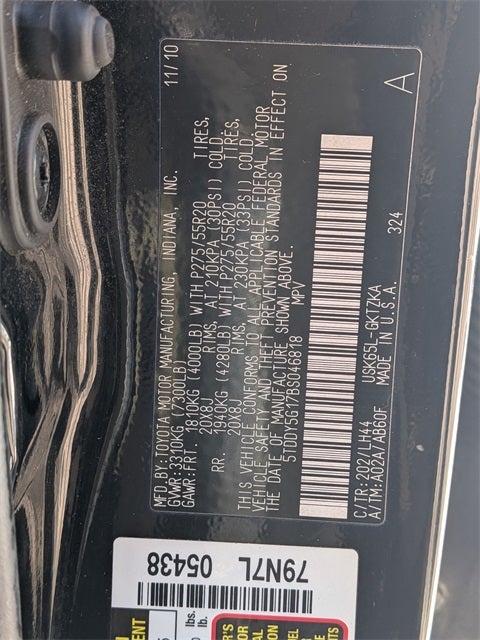 MFD.BY:TOYOTA MOTOR MANUFACTURING, INDIANA, INC. 11/10
GVWR:3310KG (7300LB)
GAWR:FRT. 1810KG (4000LB) WITH P275/55R20 TIRES,
20X8J RIMS, AT 210KPA (30PSI) COLD,
RR. 1940KG (4280LB) WITH P275/55R20 TIRES,
20X8J RIMS, AT 230KPA (33PSI) COLD.
THIS VEHICLE CONFORMS TO ALL APPLICABLE FEDERAL MOTOR
VEHICLE SAFETY AND THEFT PREVENTION STANDARDS IN EFFECT ON
THE DATE OF MANUFACTURE SHOWN ABOVE.
5TDDY5G17BS046818 MPV
A
C/TR:202/LH44 USK65L-GKTZKA
A/TM:A02A/AB60F MADE IN U.S.A. 324
79N7L 05438
lbs.
lb.